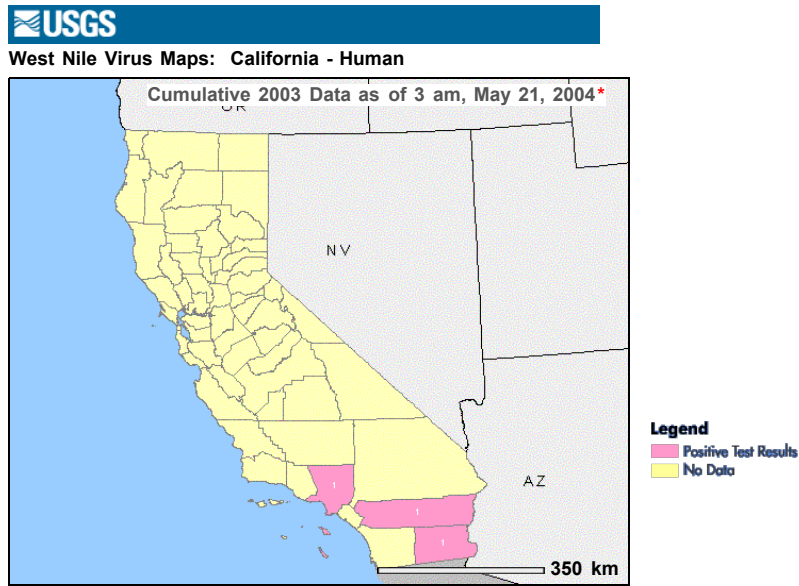 USGS
West Nile Virus Maps: California - Human
Cumulative 2003 Data as of 3 am, May 21, 2004*
OR
NV
Legend
Positive Test Results
No Data
AZ
1
1
1
350 km